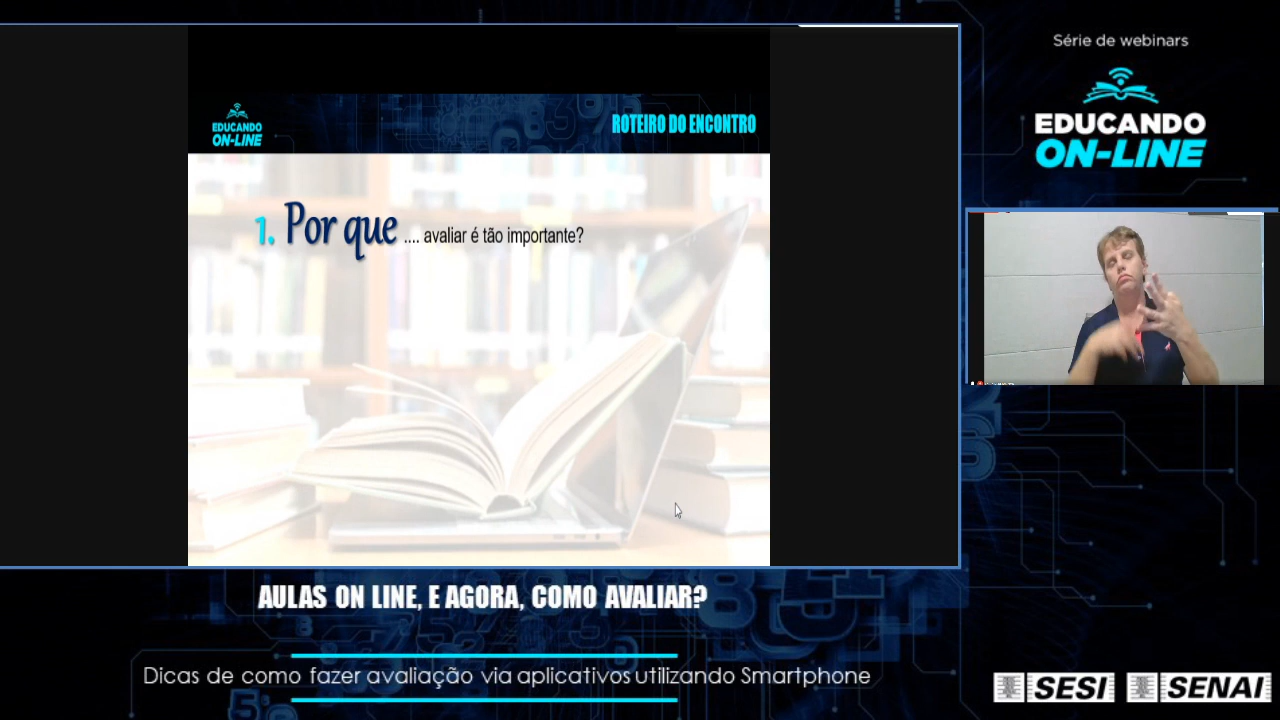 Série de webinars
EDUCANDO
ON-LINE
EDUCANDO
ON-LINE
ROTEIRO DO ENCONTRO
1. Por que .... avaliar é tão importante?
AULAS ON LINE, E AGORA, COMO AVALIAR?
Dicas de como fazer avaliação via aplicativos utilizando Smartphone
SESI SENAI